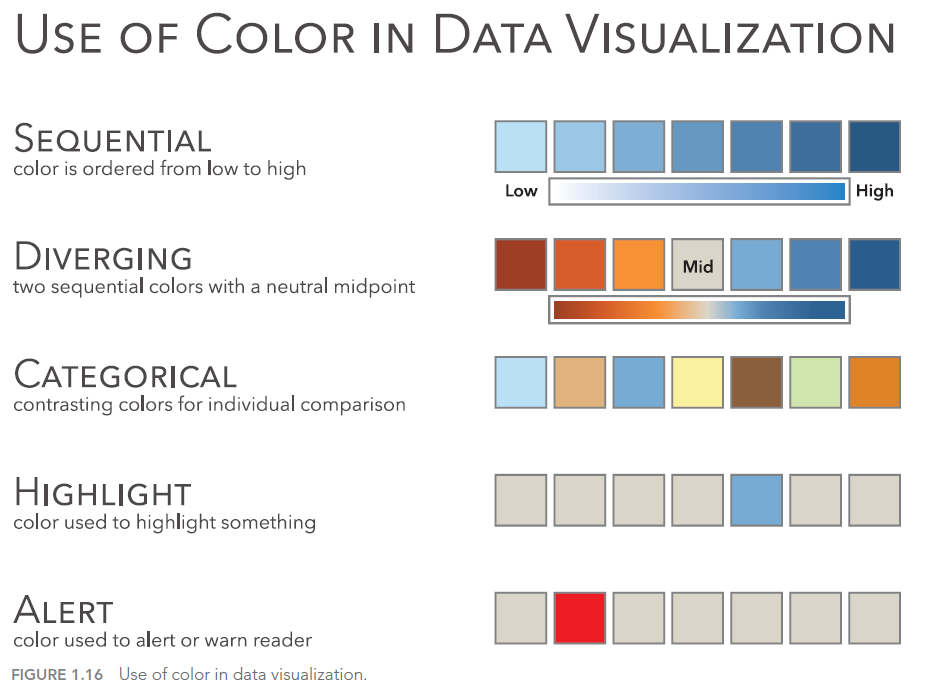 USE OF COLOR IN DATA VISUALIZATION
SEQUENTIAL
color is ordered from low to high
Low High
DIVERGING
two sequential colors with a neutral midpoint
Mid
CATEGORICAL
contrasting colors for individual comparison
HIGHLIGHT
color used to highlight something
ALERT
color used to alert or warn reader
FIGURE 1.16 Use of color in data visualization.